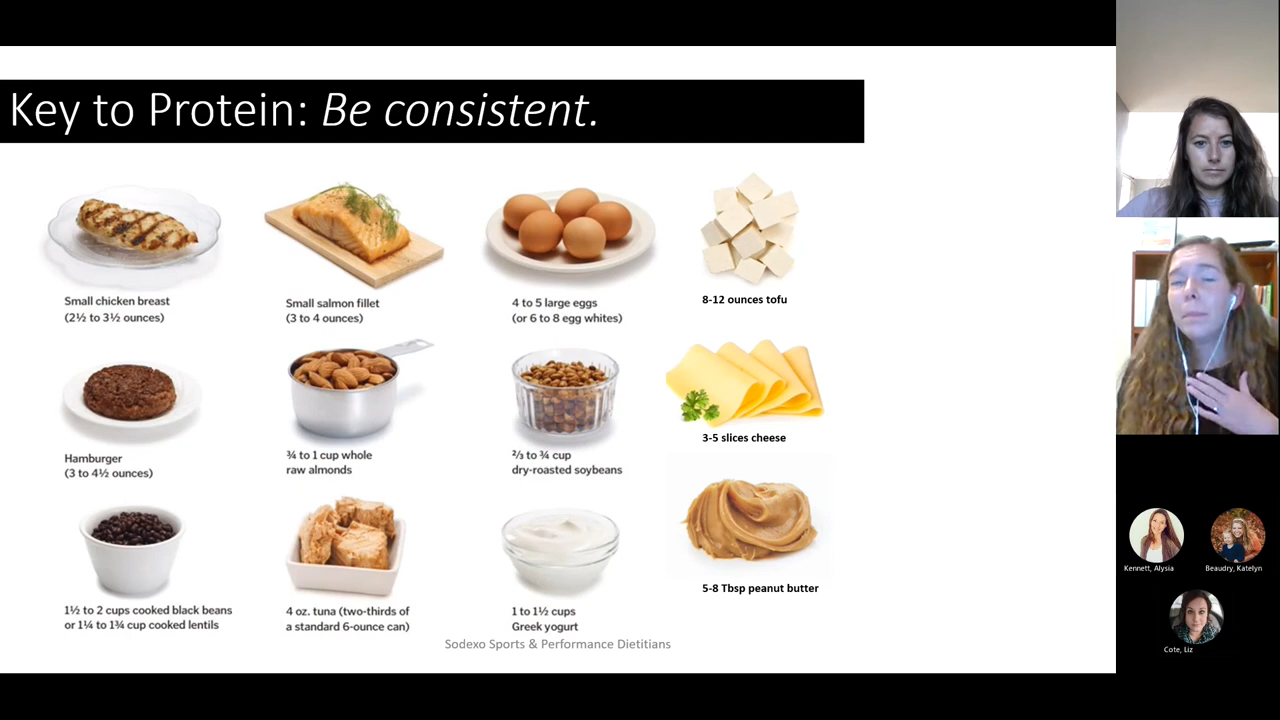 Key to Protein: Be consistent.
Small chicken breast
(2½ to 3½ ounces)
Small salmon fillet
(3 to 4 ounces)
4 to 5 large eggs
(or 6 to 8 egg whites)
8-12 ounces tofu
Hamburger
(3 to 4½ ounces)
¾ to 1 cup whole
raw almonds
⅔ to ¾ cup
dry-roasted soybeans
3-5 slices cheese
1½ to 2 cups cooked black beans
or 1¼ to 1¾ cup cooked lentils
4 oz. tuna (two-thirds of
a standard 6-ounce can)
1 to 1½ cups
Greek yogurt
5-8 Tbsp peanut butter
Sodexo Sports & Performance Dietitians
Kennett, Alysia
Beaudry, Katelyn
Cote, Liz